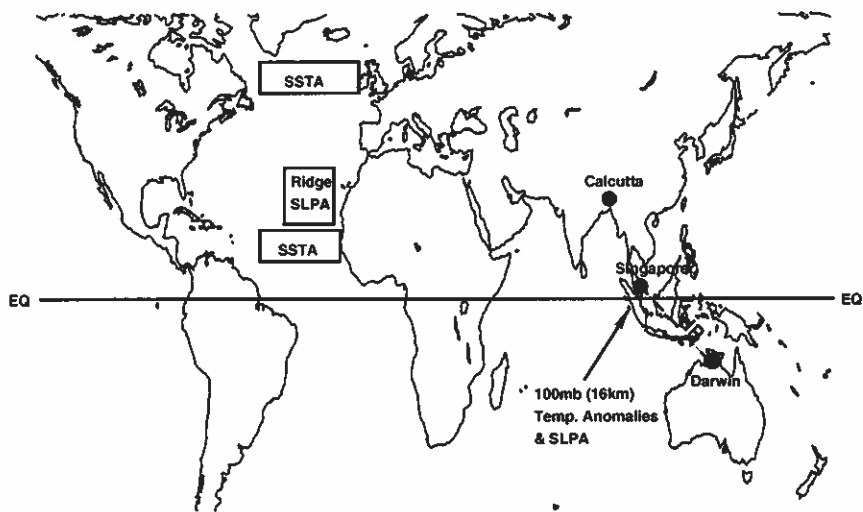 SSTA
Ridge
SLPA
Calcutta
SSTA
Singapore
EQ
EQ
Darwin
100mb (16km)
Temp. Anomalies
& SLPA